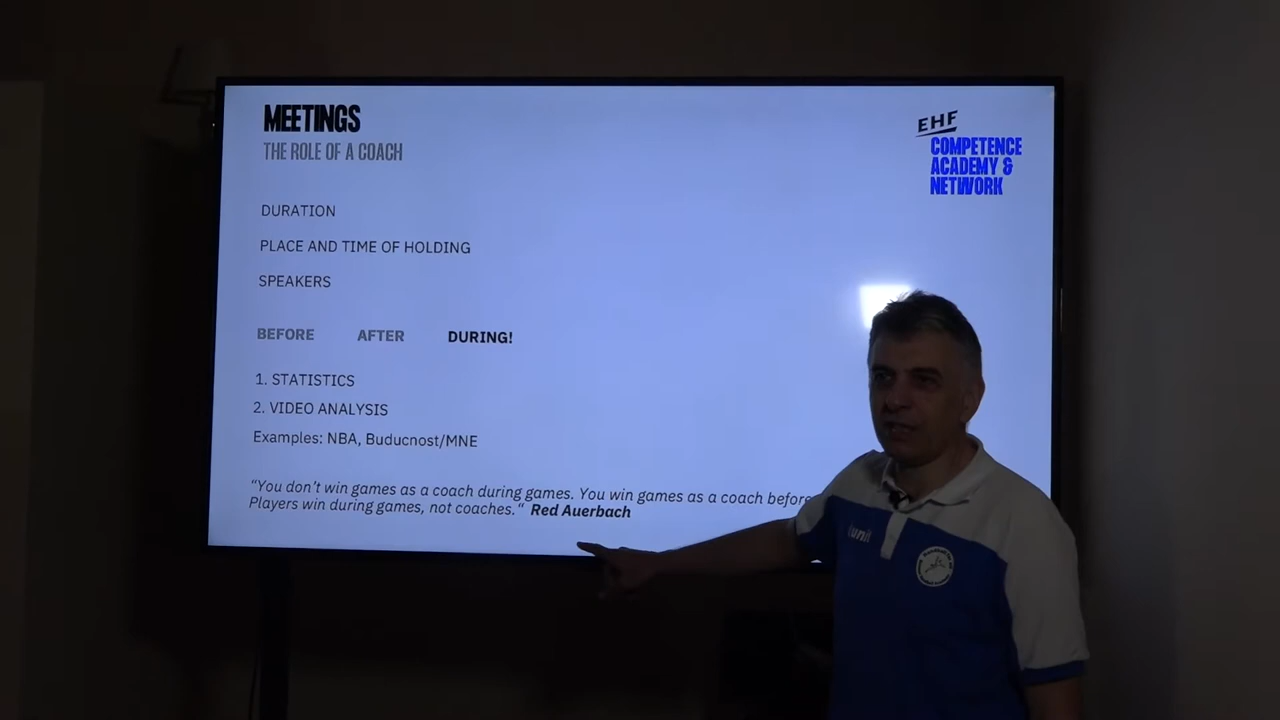 MEETINGS
THE ROLE OF A COACH
EHF
COMPETENCE
ACADEMY &
NETWORK
DURATION
PLACE AND TIME OF HOLDING
SPEAKERS
BEFORE AFTER DURING!
1. STATISTICS
2. VIDEO ANALYSIS
Examples: NBA, Buducnost/MNE
“You don't win games as a coach during games. You win games as a coach before
Players win during games, not coaches.“ Red Auerbach